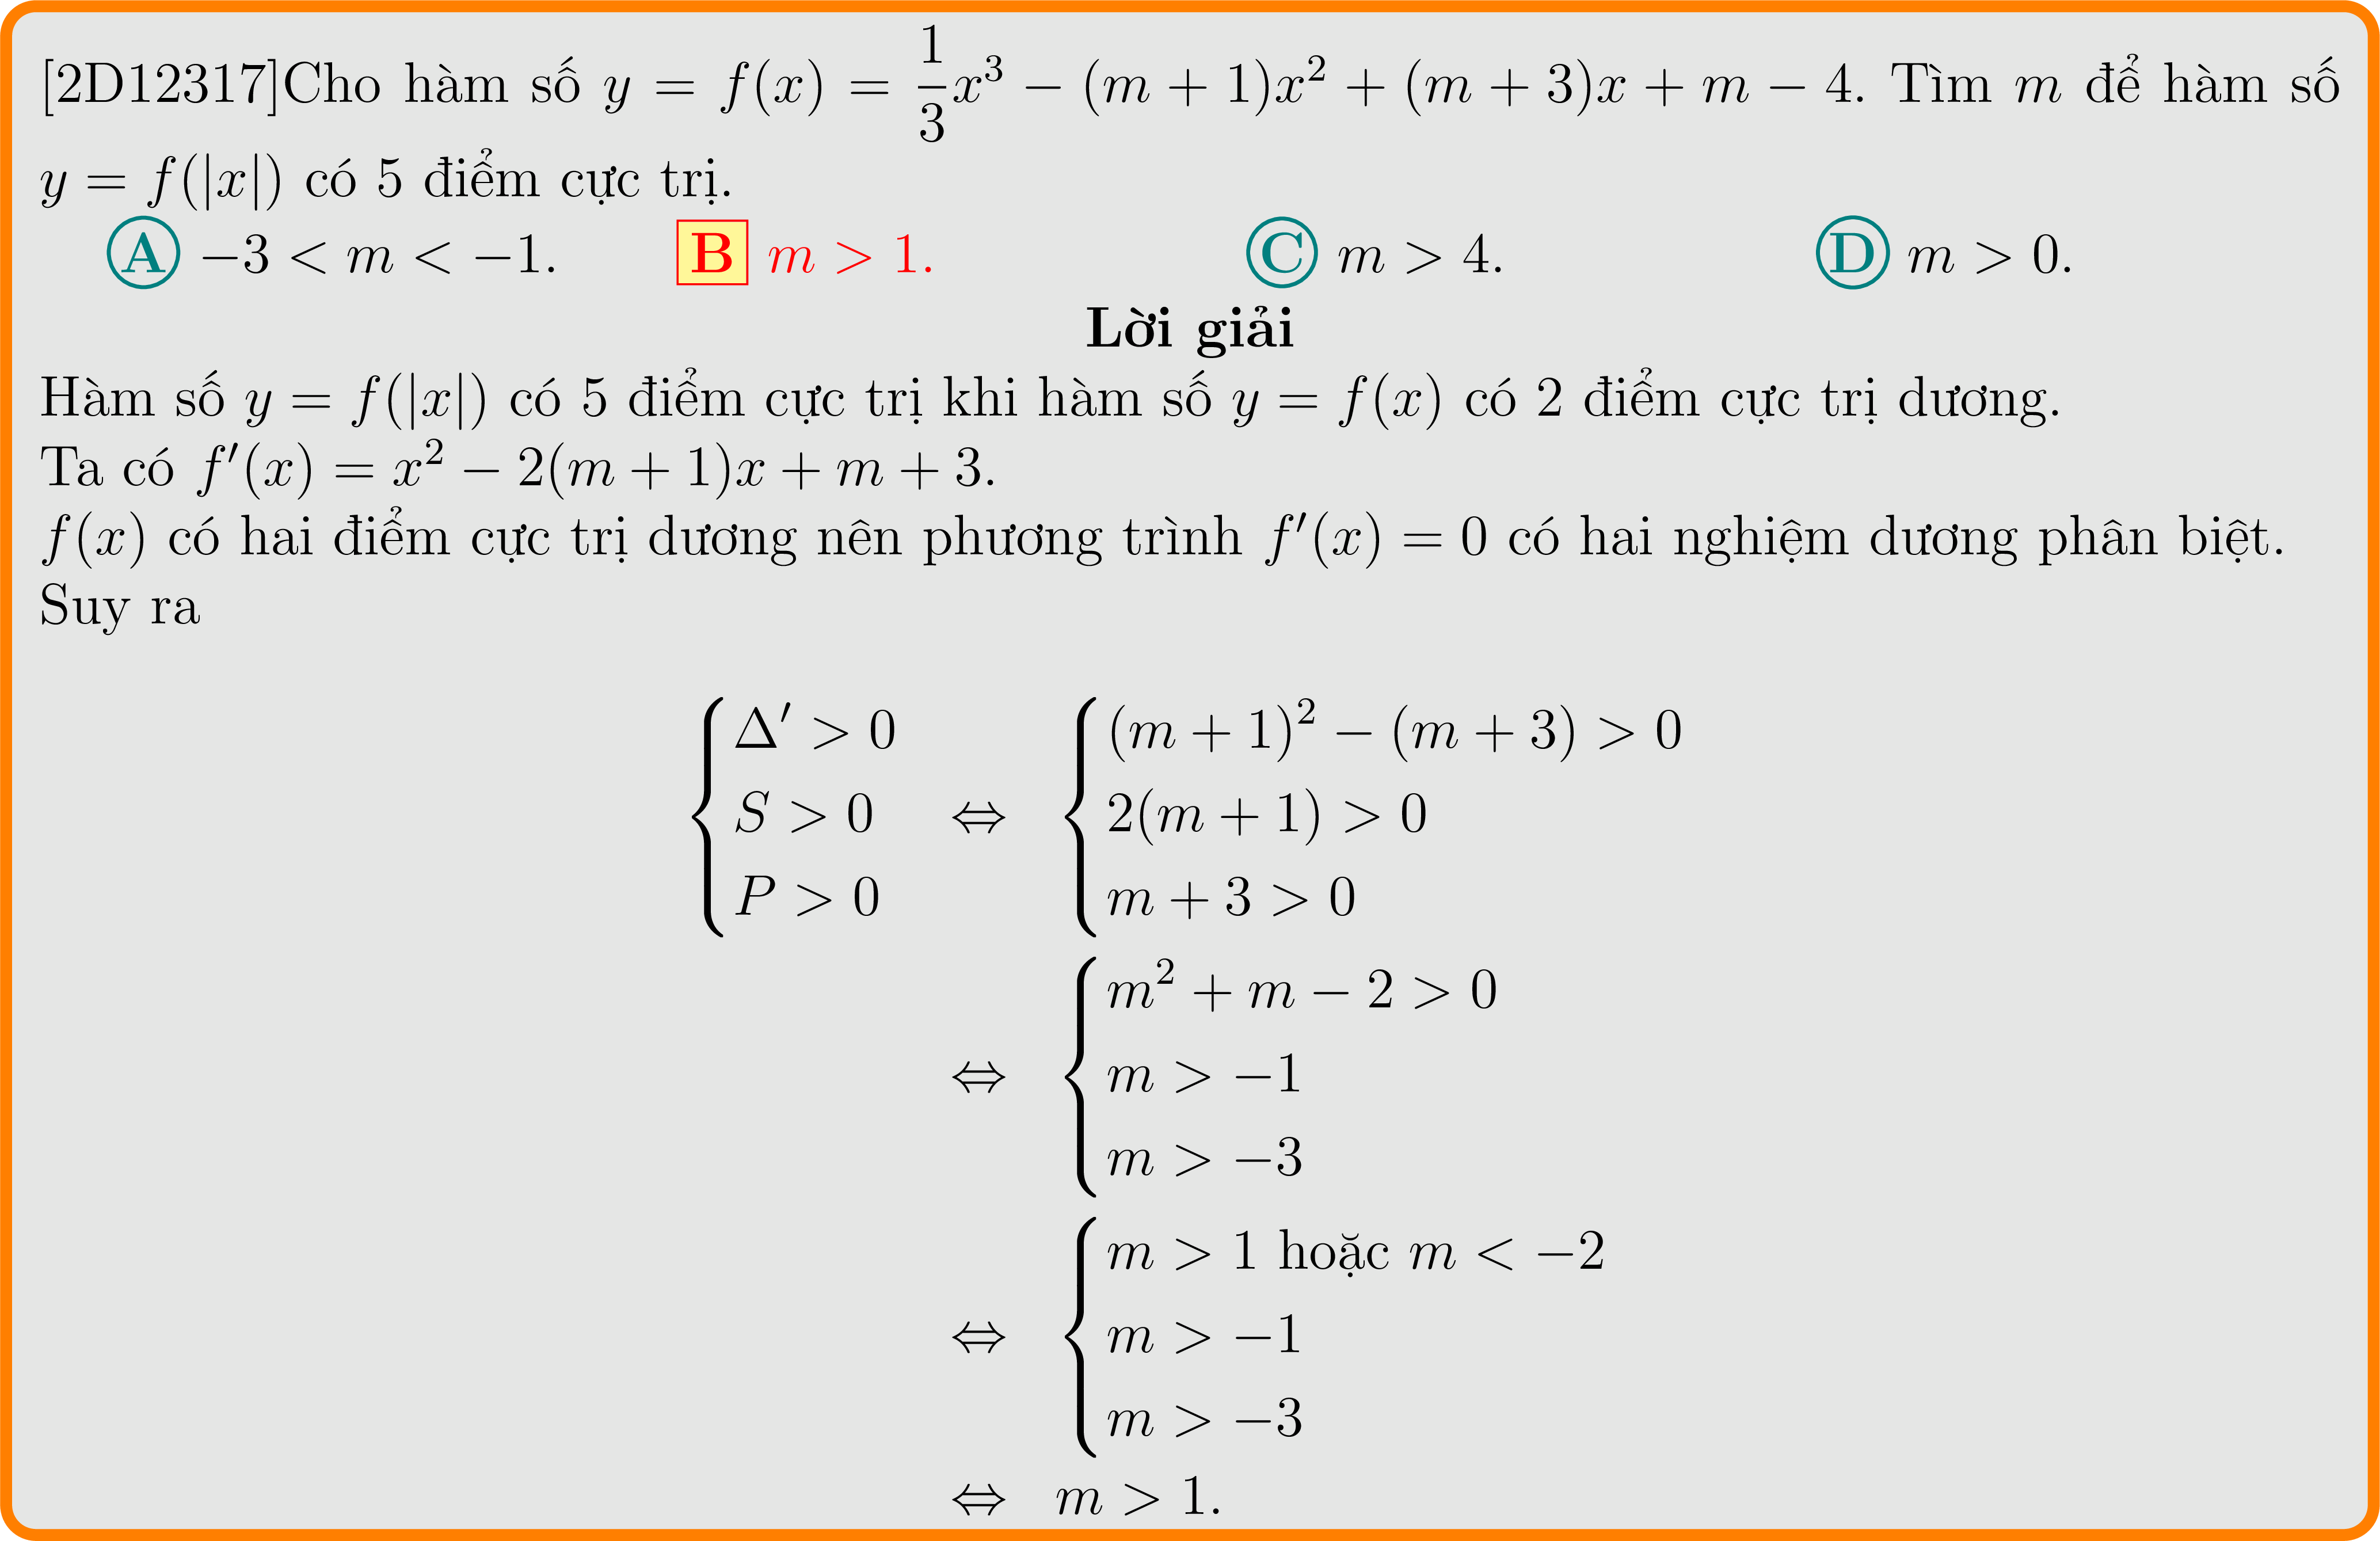 [2D12317]Cho hàm số $y = f(x) = \dfrac{1}{3}x^3 - (m+1)x^2 + (m+3)x + m - 4$. Tìm $m$ để hàm số
$y = f(|x|)$ có 5 điểm cực trị.
A $-3 < m < -1$. B $m > 1$. C $m > 4$. D $m > 0$.
Lời giải
Hàm số $y = f(|x|)$ có 5 điểm cực trị khi hàm số $y = f(x)$ có 2 điểm cực trị dương.
Ta có $f'(x) = x^2 - 2(m+1)x + m + 3$.
$f(x)$ có hai điểm cực trị dương nên phương trình $f'(x) = 0$ có hai nghiệm dương phân biệt.
Suy ra
$\begin{cases} \Delta' > 0 \\ S > 0 \\ P > 0 \end{cases} \Leftrightarrow \begin{cases} (m+1)^2 - (m+3) > 0 \\ 2(m+1) > 0 \\ m+3 > 0 \end{cases}$
$\Leftrightarrow \begin{cases} m^2 + m - 2 > 0 \\ m > -1 \\ m > -3 \end{cases}$
$\Leftrightarrow \begin{cases} m > 1 \text{ hoặc } m < -2 \\ m > -1 \\ m > -3 \end{cases}$
$\Leftrightarrow m > 1.$